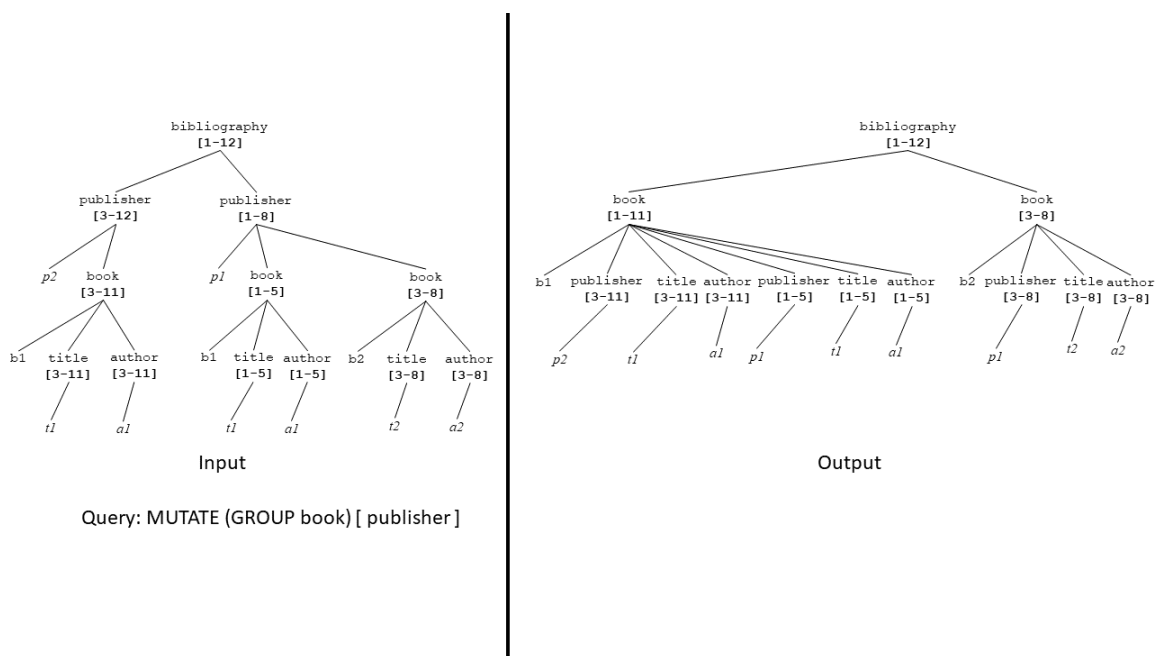 bibliography
[1-12]
publisher publisher
[3-12] [1-8]
p2 book p1 book book
[3-11] [1-5] [3-8]
b1 title author b1 title author b2 title author
[3-11] [3-11] [1-5] [1-5] [3-8] [3-8]
t1 a1 t1 a1 t2 a2
Input
Query: MUTATE (GROUP book) [ publisher ]
bibliography
[1-12]
book book
[1-11] [3-8]
b1 publisher title author publisher title author b2 publisher title author
[3-11] [3-11] [3-11] [1-5] [1-5] [1-5] [3-8] [3-8] [3-8]
p2 t1 a1 p1 t1 a1 p1 t2 a2
Output